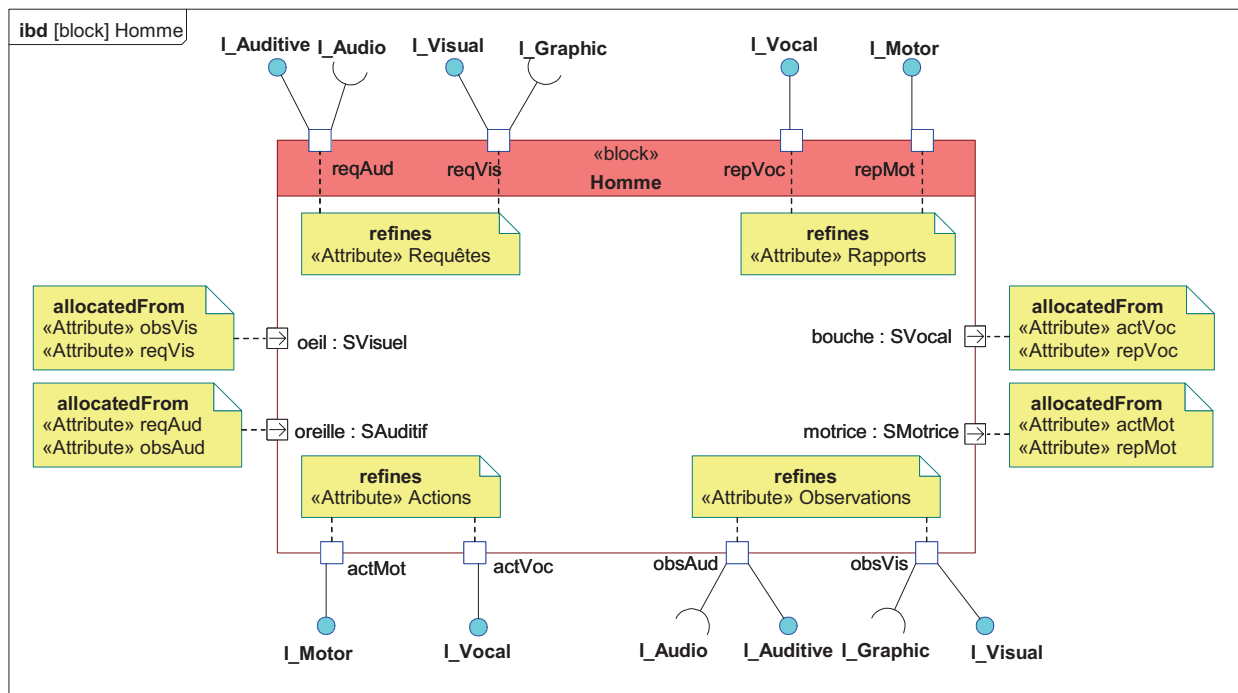 ibd [block] Homme
I_Auditive
I_Audio
I_Visual
I_Graphic
I_Vocal
I_Motor
«block»
Homme
reqAud
reqVis
repVoc
repMot
refines
«Attribute» Requêtes
refines
«Attribute» Rapports
allocatedFrom
«Attribute» obsVis
«Attribute» reqVis
oeil : SVisuel
bouche : SVocal
allocatedFrom
«Attribute» actVoc
«Attribute» repVoc
allocatedFrom
«Attribute» reqAud
«Attribute» obsAud
oreille : SAuditif
motrice : SMotrice
allocatedFrom
«Attribute» actMot
«Attribute» repMot
refines
«Attribute» Actions
refines
«Attribute» Observations
actMot
actVoc
obsAud
obsVis
I_Motor
I_Vocal
I_Audio
I_Auditive
I_Graphic
I_Visual